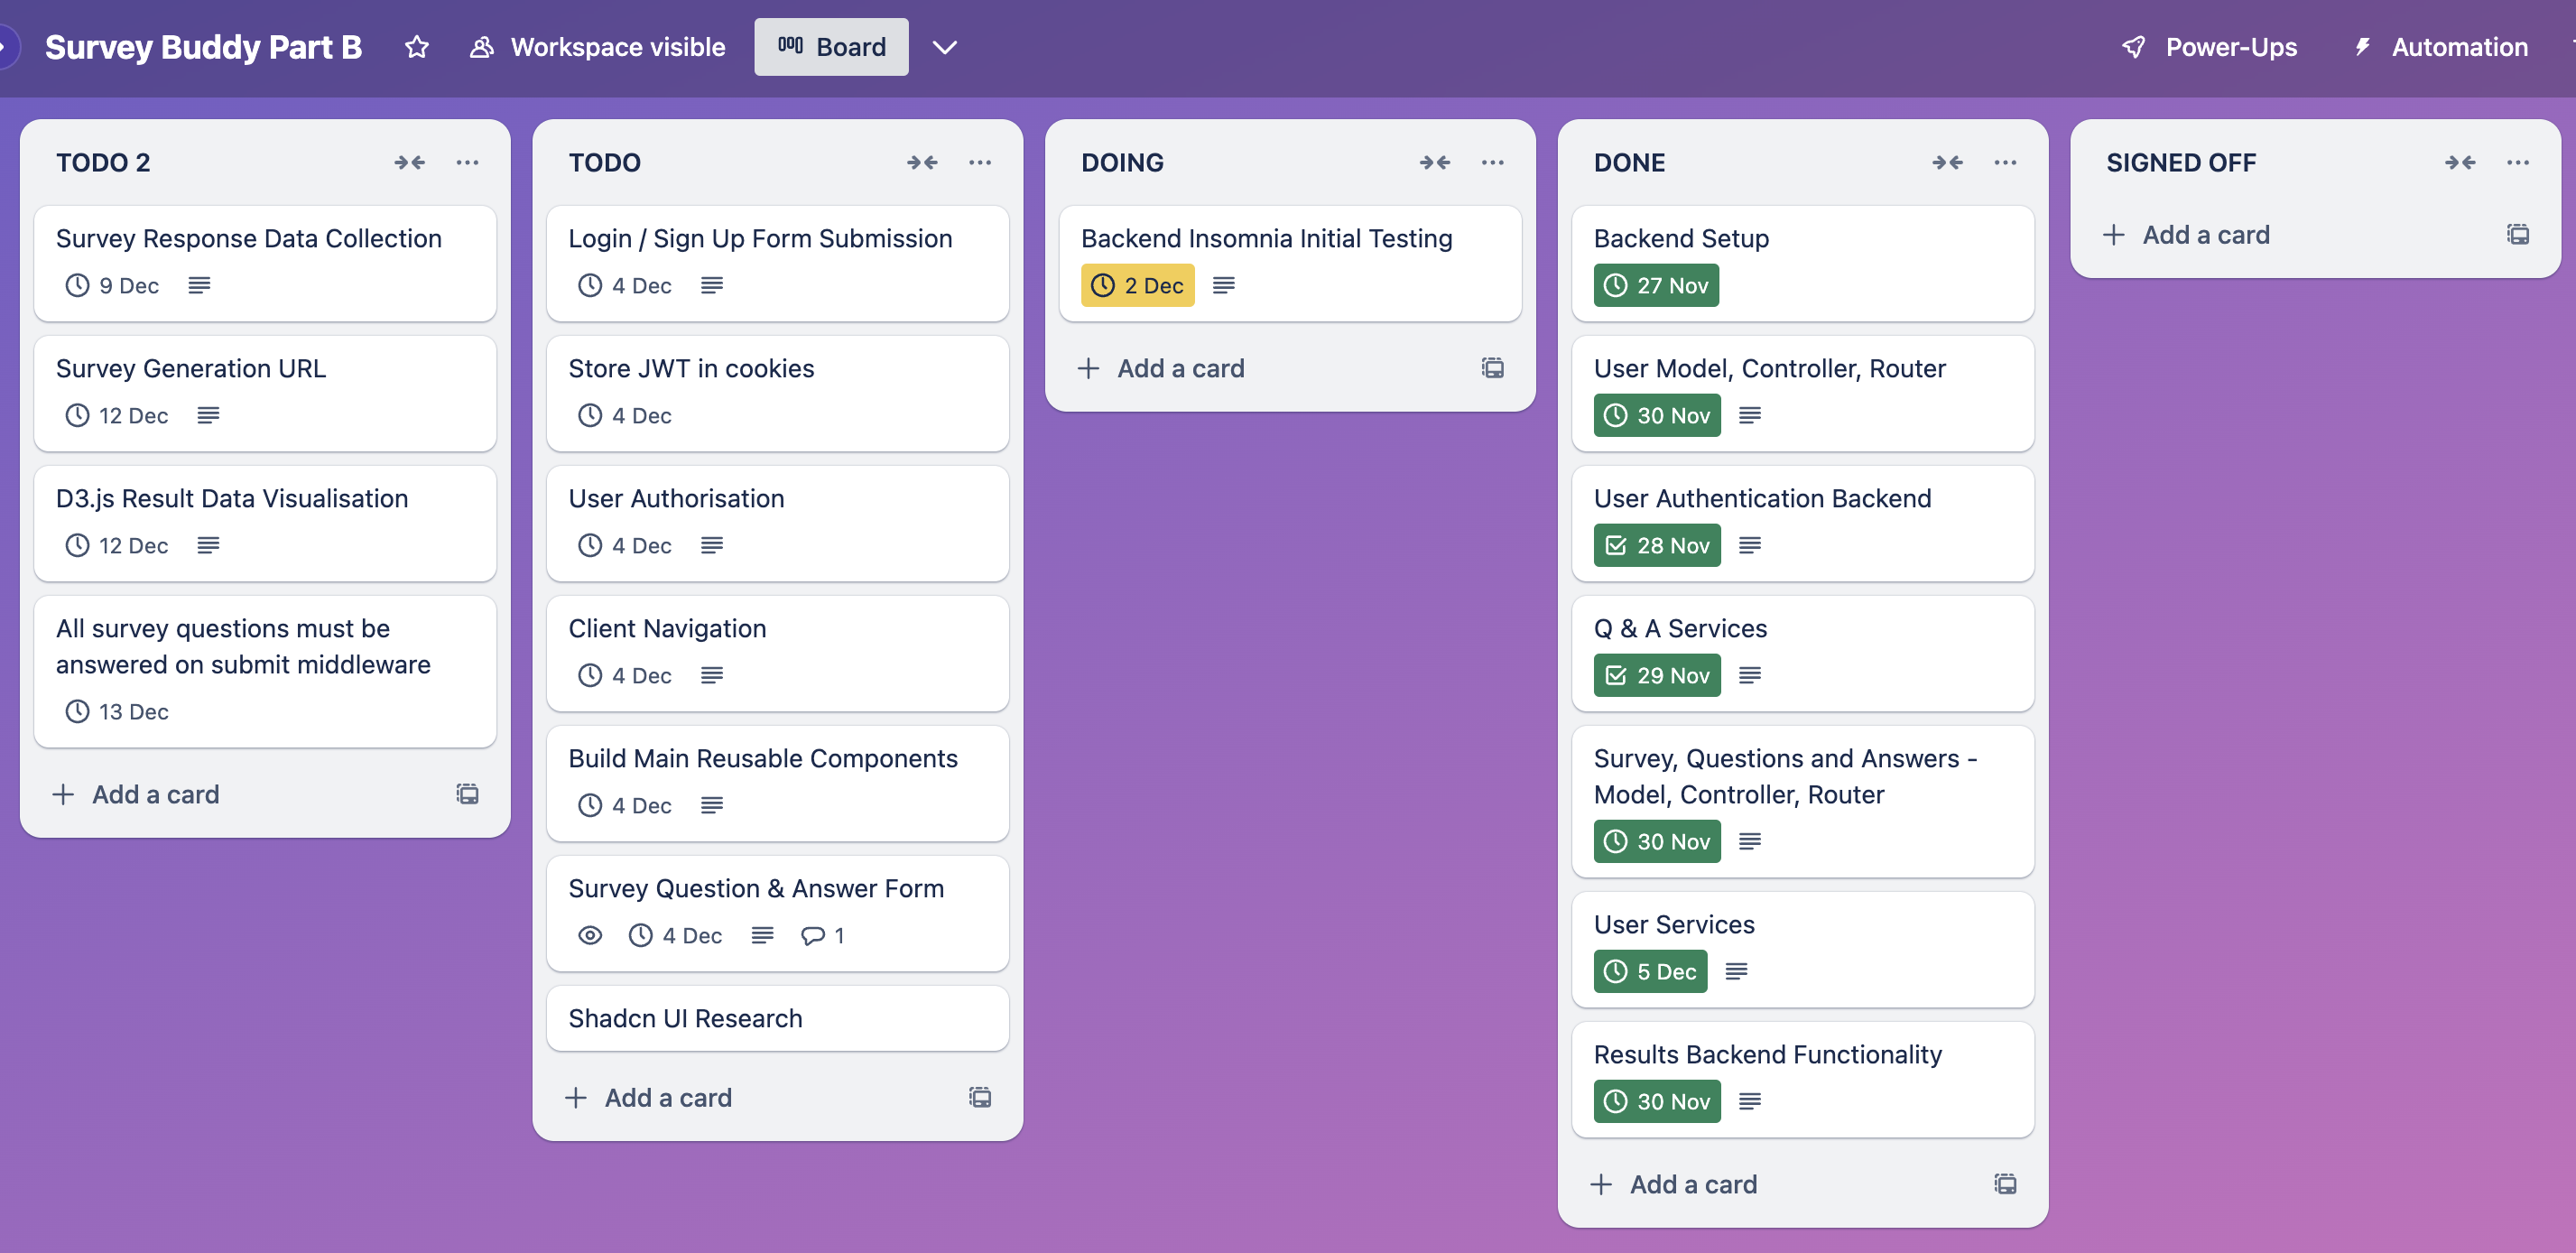 Survey Buddy Part B
Workspace visible
Board
Power-Ups
Automation
TODO 2
Survey Response Data Collection
9 Dec
Survey Generation URL
12 Dec
D3.js Result Data Visualisation
12 Dec
All survey questions must be
answered on submit middleware
13 Dec
Add a card
TODO
Login / Sign Up Form Submission
4 Dec
Store JWT in cookies
4 Dec
User Authorisation
4 Dec
Client Navigation
4 Dec
Build Main Reusable Components
4 Dec
Survey Question & Answer Form
4 Dec 1
Shadcn UI Research
Add a card
DOING
Backend Insomnia Initial Testing
2 Dec
Add a card
DONE
Backend Setup
27 Nov
User Model, Controller, Router
30 Nov
User Authentication Backend
28 Nov
Q & A Services
29 Nov
Survey, Questions and Answers -
Model, Controller, Router
30 Nov
User Services
5 Dec
Results Backend Functionality
30 Nov
Add a card
SIGNED OFF
Add a card